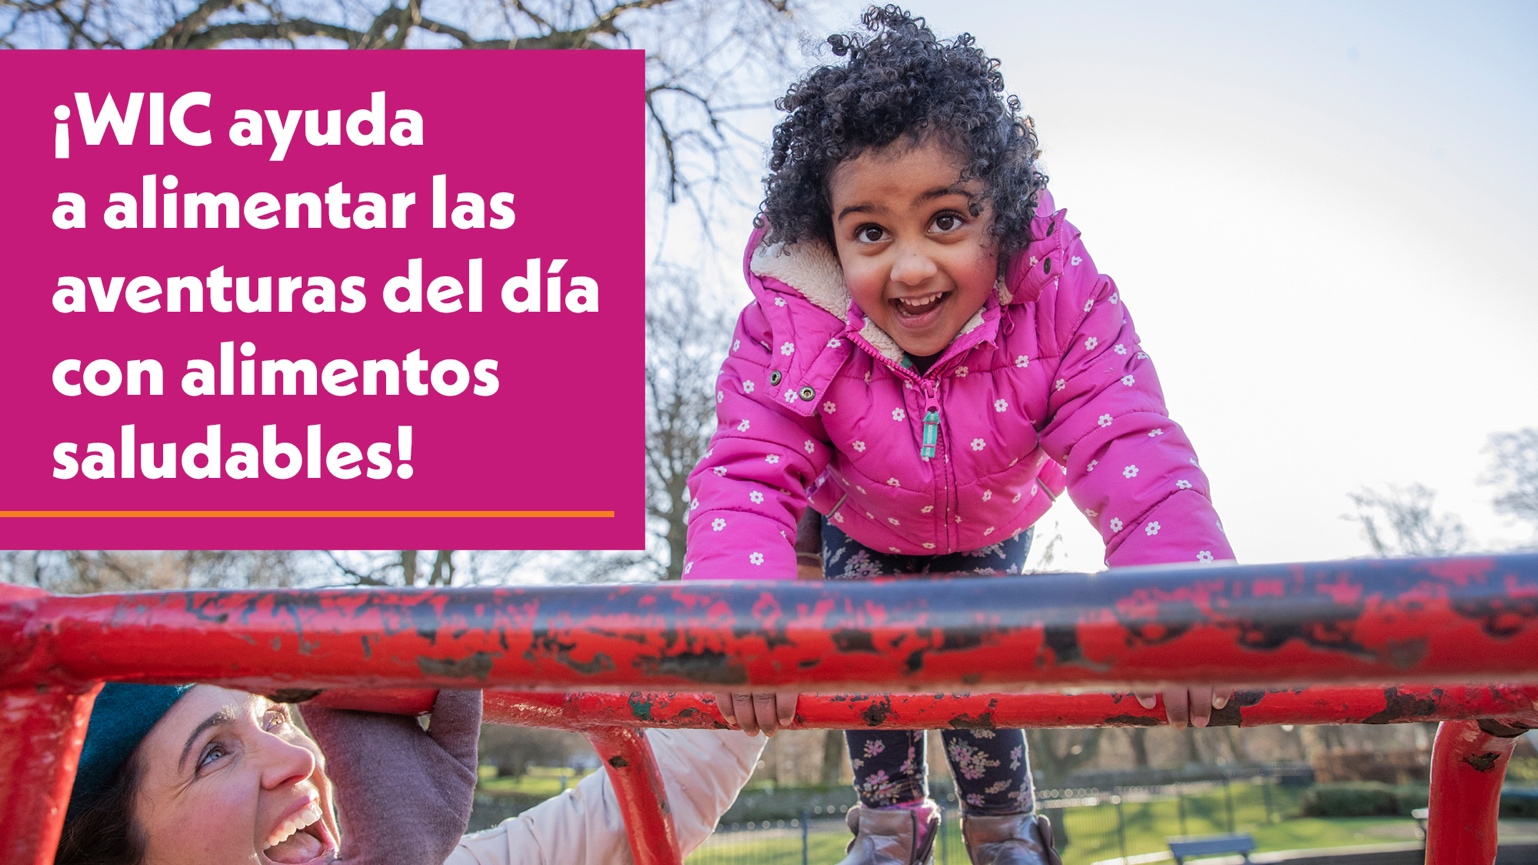 ¡WIC ayuda
a alimentar las
aventuras del día
con alimentos
saludables!